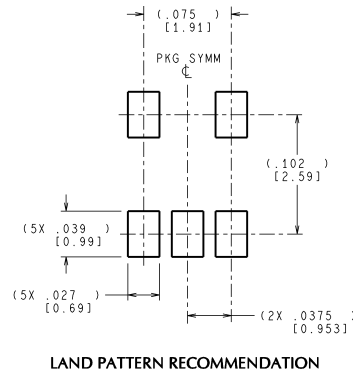 (.075 )
[1.91]
PKG SYMM
℄
(.102 )
[2.59]
(5X .039 )
[0.99]
(5X .027 )
[0.69]
(2X .0375 )
[0.953]
LAND PATTERN RECOMMENDATION